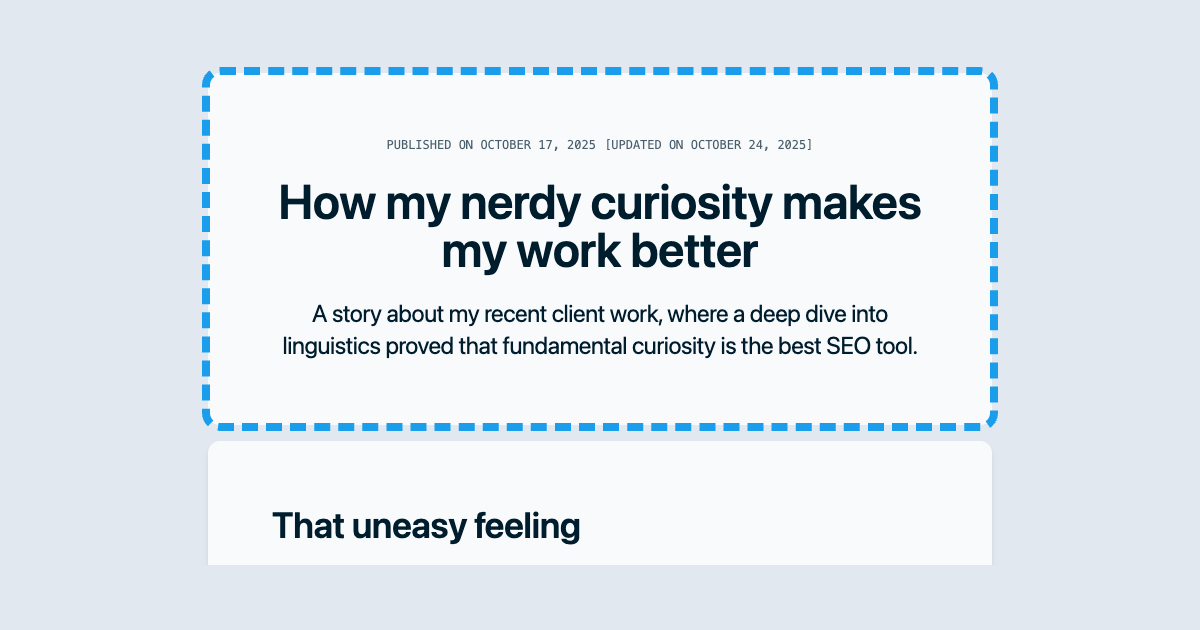 PUBLISHED ON OCTOBER 17, 2025 [UPDATED ON OCTOBER 24, 2025]
How my nerdy curiosity makes
my work better
A story about my recent client work, where a deep dive into
linguistics proved that fundamental curiosity is the best SEO tool.
That uneasy feeling